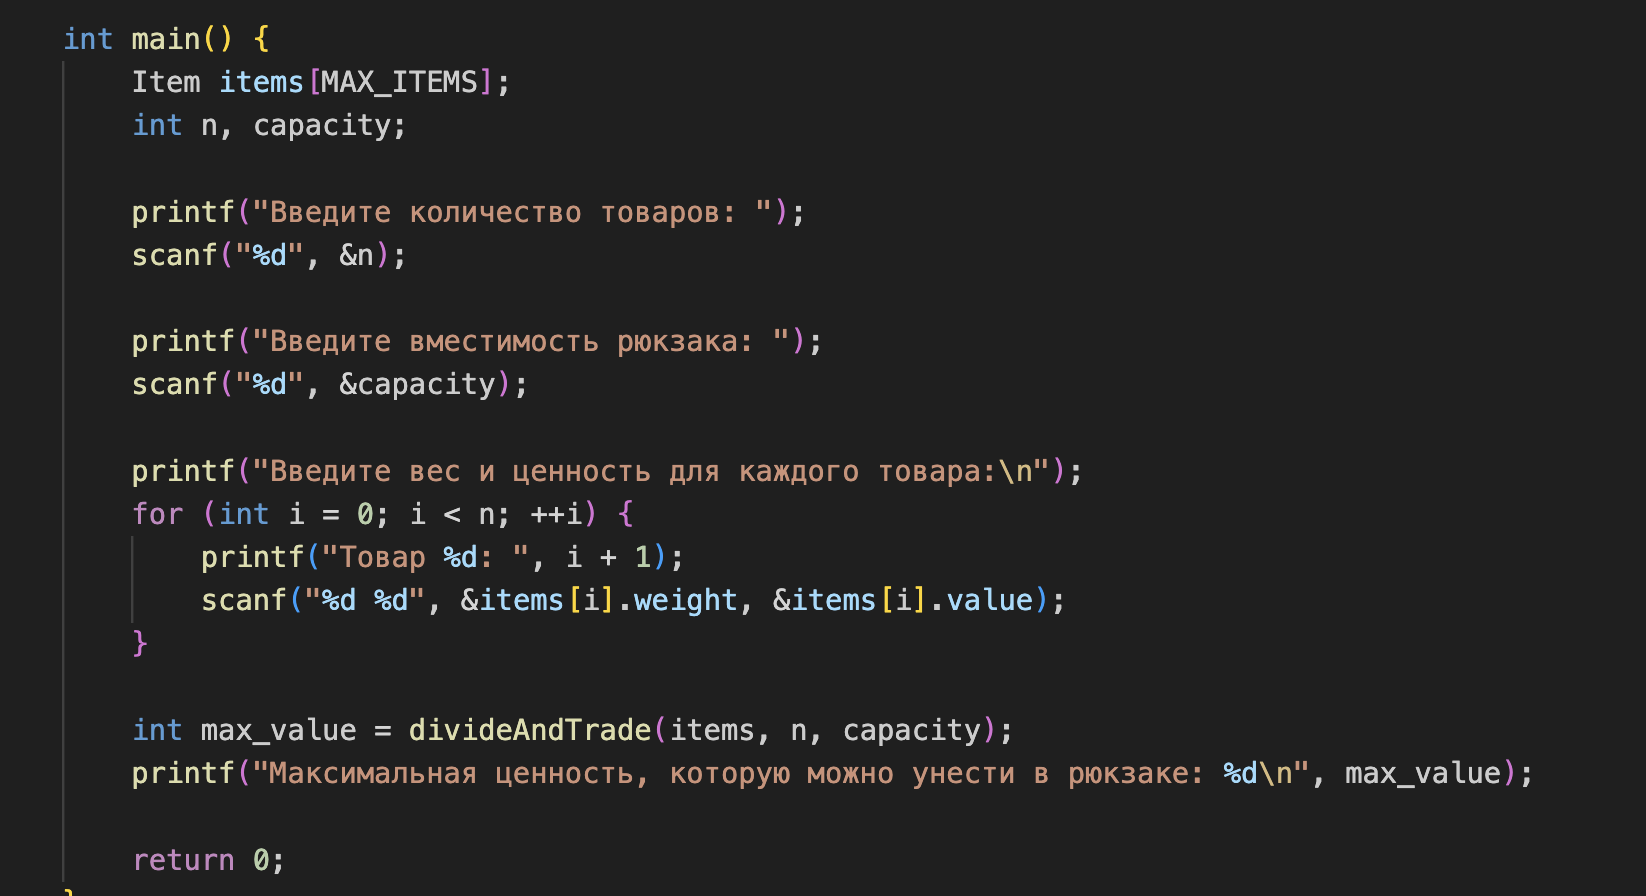 int main() {
    Item items[MAX_ITEMS];
    int n, capacity;

    printf("Введите количество товаров: ");
    scanf("%d", &n);

    printf("Введите вместимость рюкзака: ");
    scanf("%d", &capacity);

    printf("Введите вес и ценность для каждого товара:\n");
    for (int i = 0; i < n; ++i) {
        printf("Товар %d: ", i + 1);
        scanf("%d %d", &items[i].weight, &items[i].value);
    }

    int max_value = divideAndTrade(items, n, capacity);
    printf("Максимальная ценность, которую можно унести в рюкзаке: %d\n", max_value);

    return 0;
}